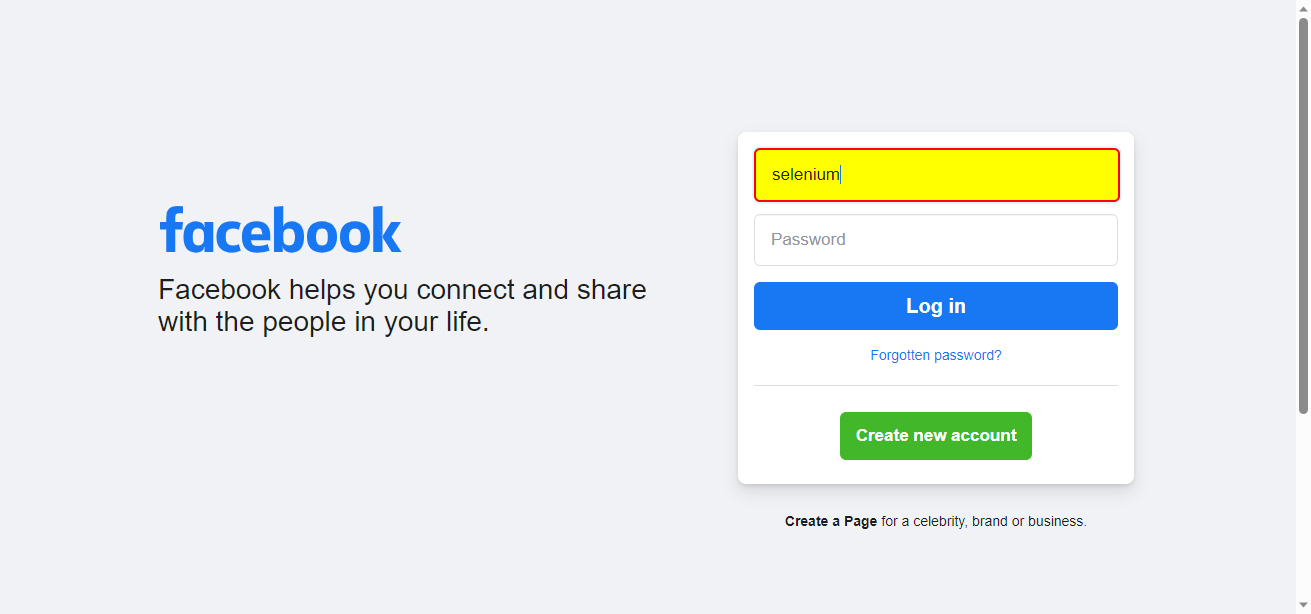 facebook
Facebook helps you connect and share
with the people in your life.
selenium
Password
Log in
Forgotten password?
Create new account
Create a Page for a celebrity, brand or business.